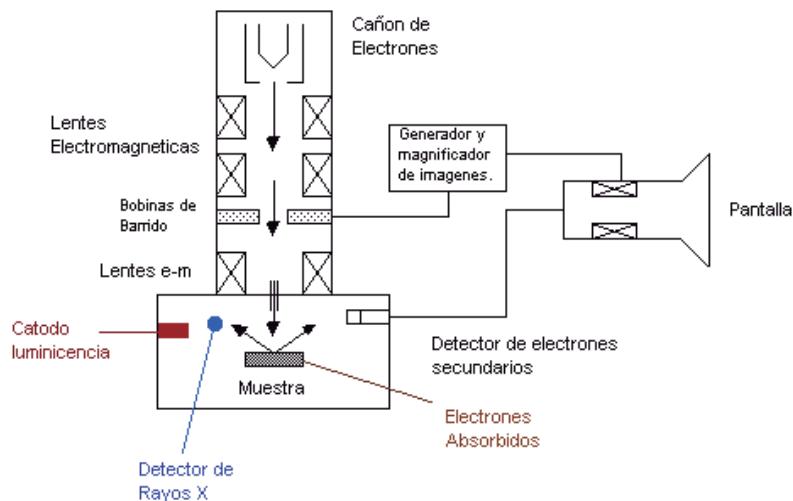 Cañon de
Electrones
Lentes
Electromagneticas
Generador y
magnificador
de imagenes.
Bobinas de
Barrido
Pantalla
Lentes e-m
Catodo
luminicencia
Detector de electrones
secundarios
Muestra
Electrones
Absorbidos
Detector de
Rayos X